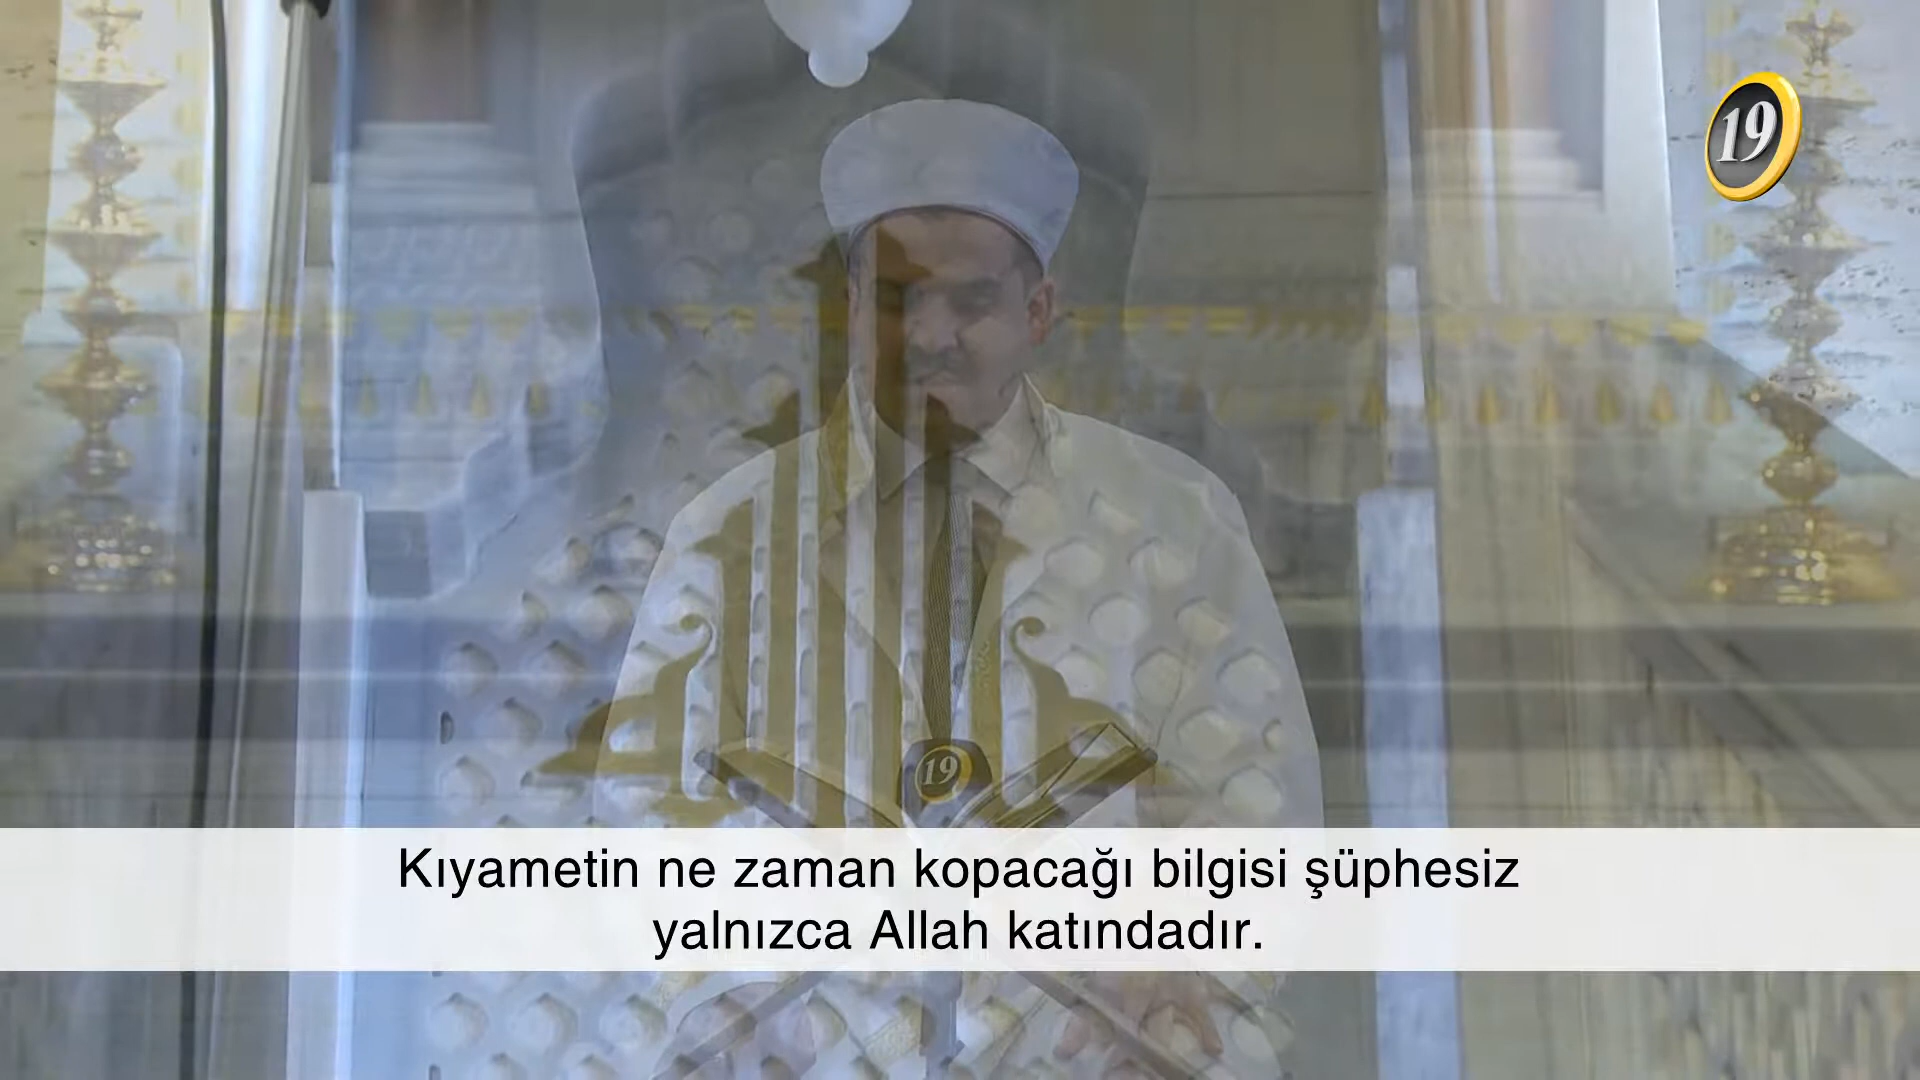 19
19
Kıyametin ne zaman kopacağı bilgisi şüphesiz
yalnızca Allah katındadır.